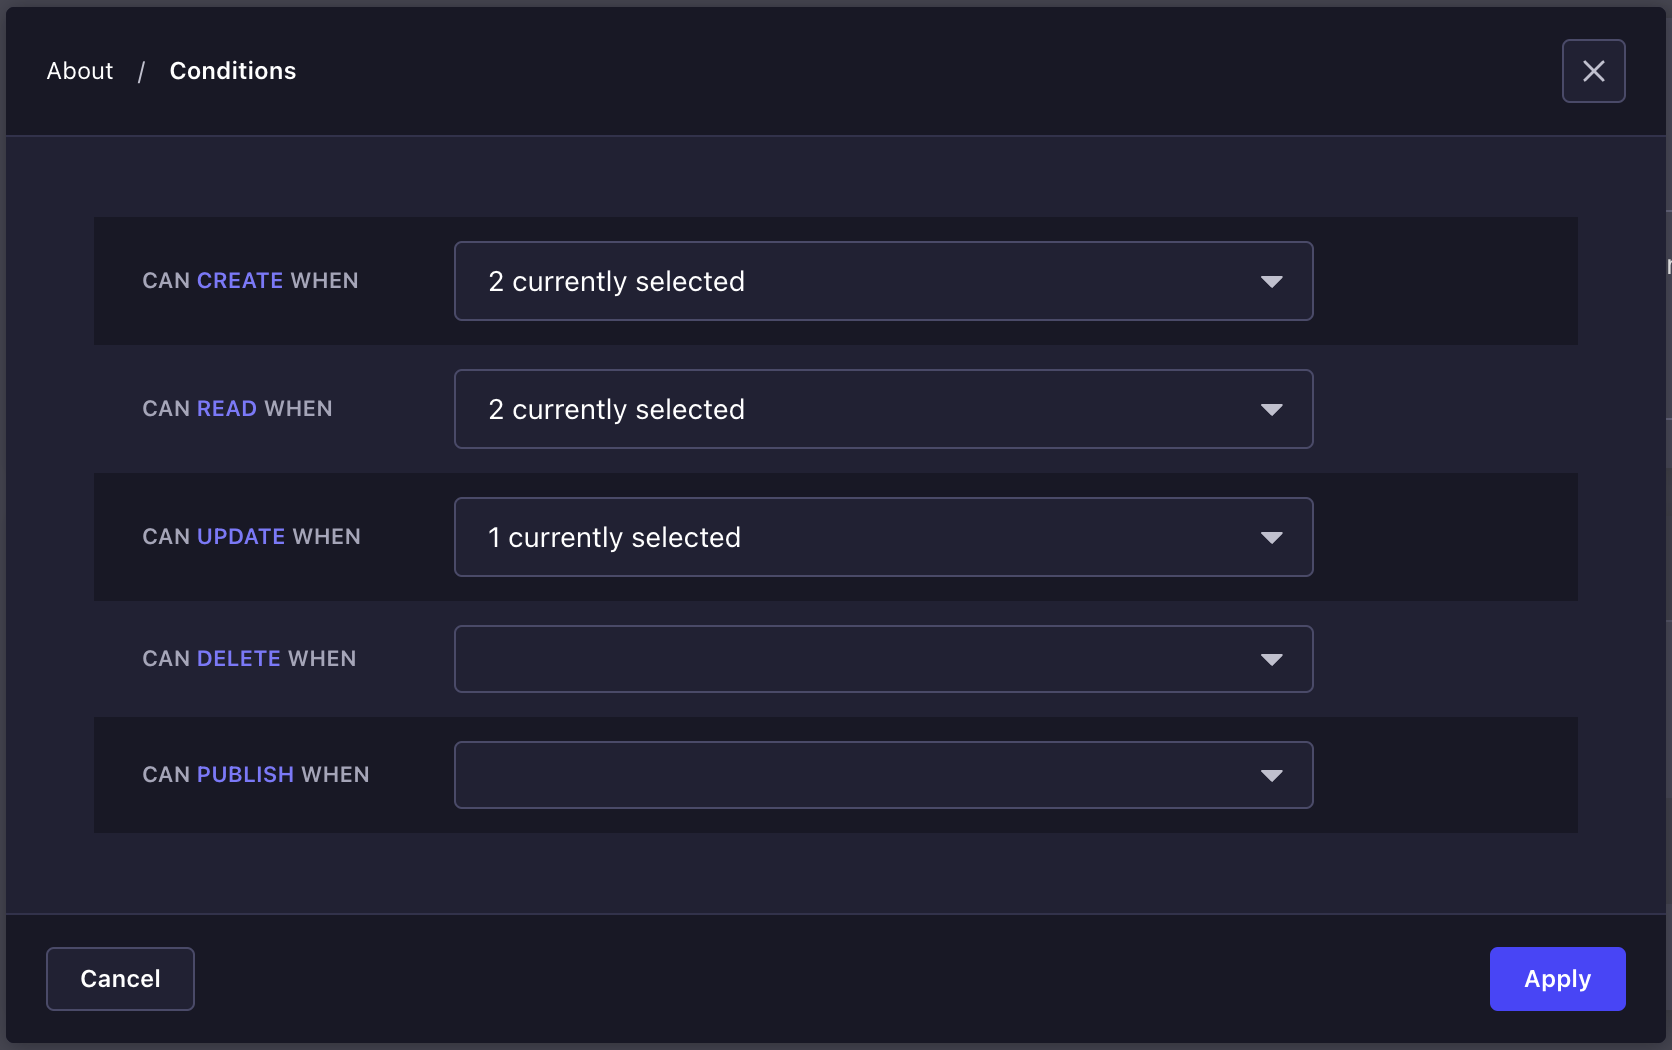 About / Conditions
CAN CREATE WHEN 2 currently selected
CAN READ WHEN 2 currently selected
CAN UPDATE WHEN 1 currently selected
CAN DELETE WHEN
CAN PUBLISH WHEN
Cancel Apply